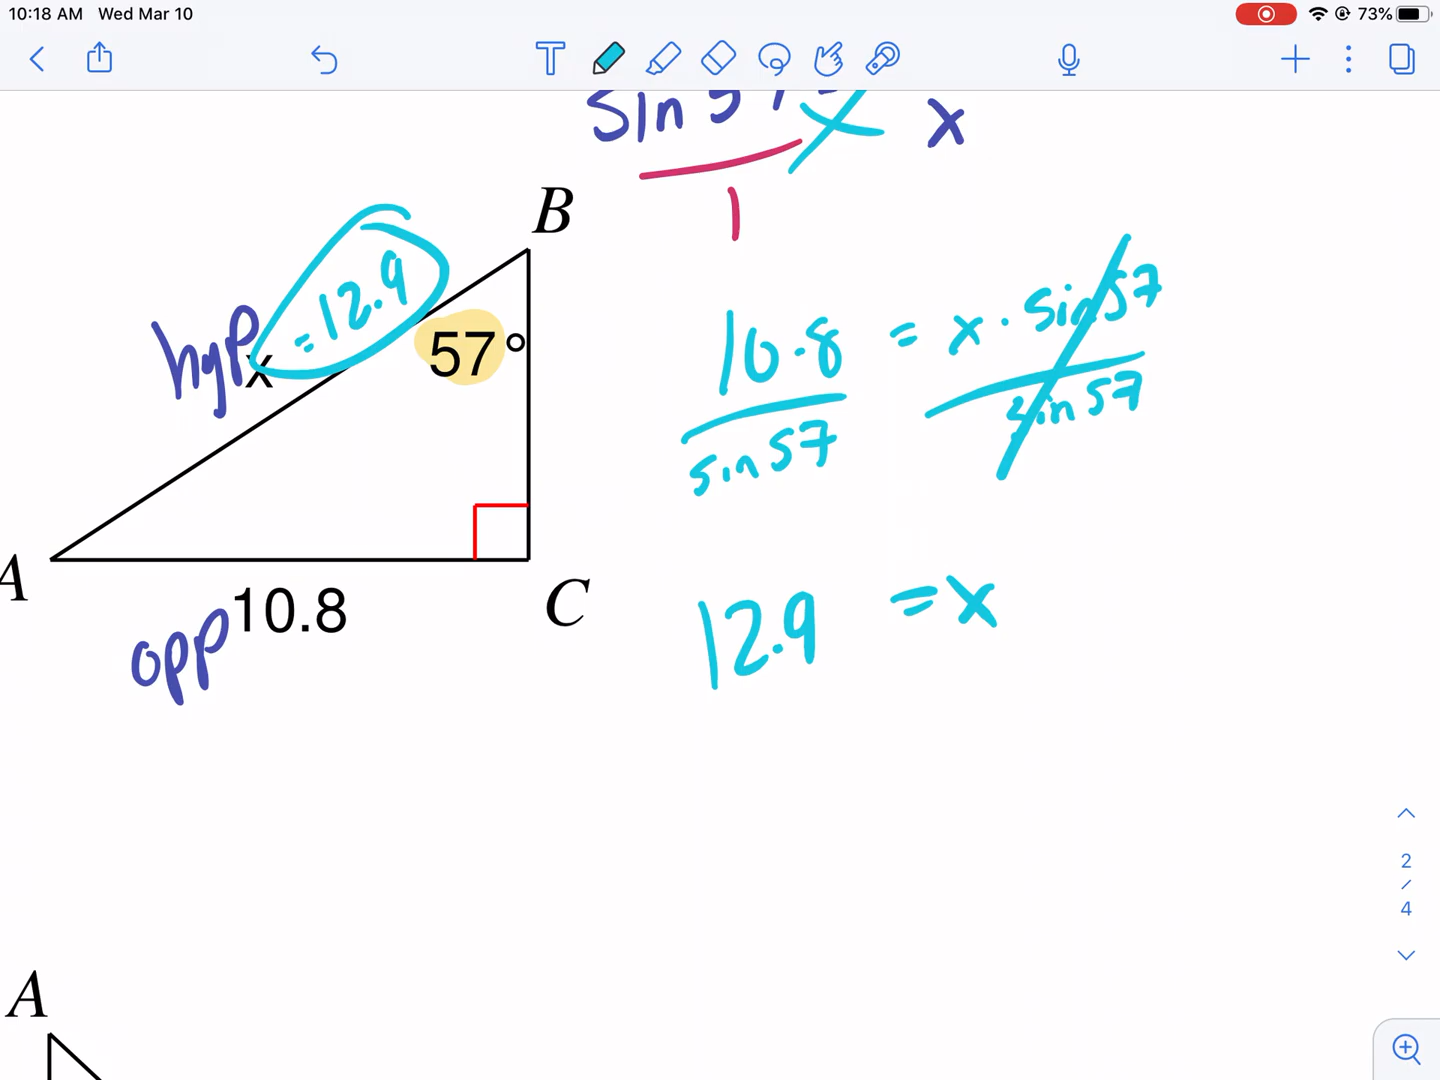 10:18 AM Wed Mar 10
73%
T
sin 57 =
x
1
B
= 12.9
hyp
x
57°
10.8 = x · sin 57
sin 57 sin 57
A
C
10.8
opp
12.9 = x
2
/
4
A